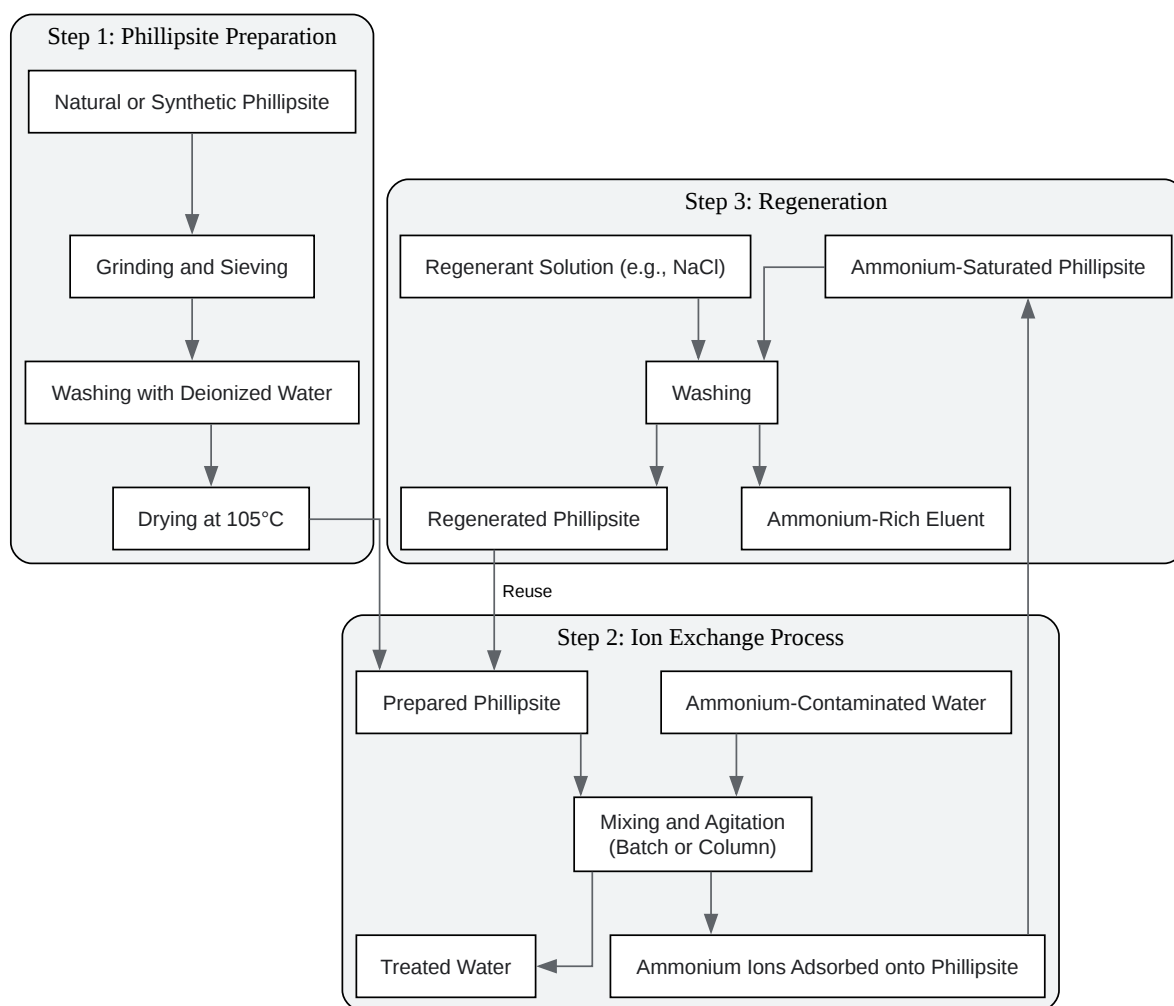 Step 1: Phillipsite Preparation
Natural or Synthetic Phillipsite
Grinding and Sieving
Washing with Deionized Water
Drying at 105°C
Step 3: Regeneration
Regenerant Solution (e.g., NaCl)
Ammonium-Saturated Phillipsite
Washing
Regenerated Phillipsite
Ammonium-Rich Eluent
Reuse
Step 2: Ion Exchange Process
Prepared Phillipsite
Ammonium-Contaminated Water
Mixing and Agitation
(Batch or Column)
Treated Water
Ammonium Ions Adsorbed onto Phillipsite